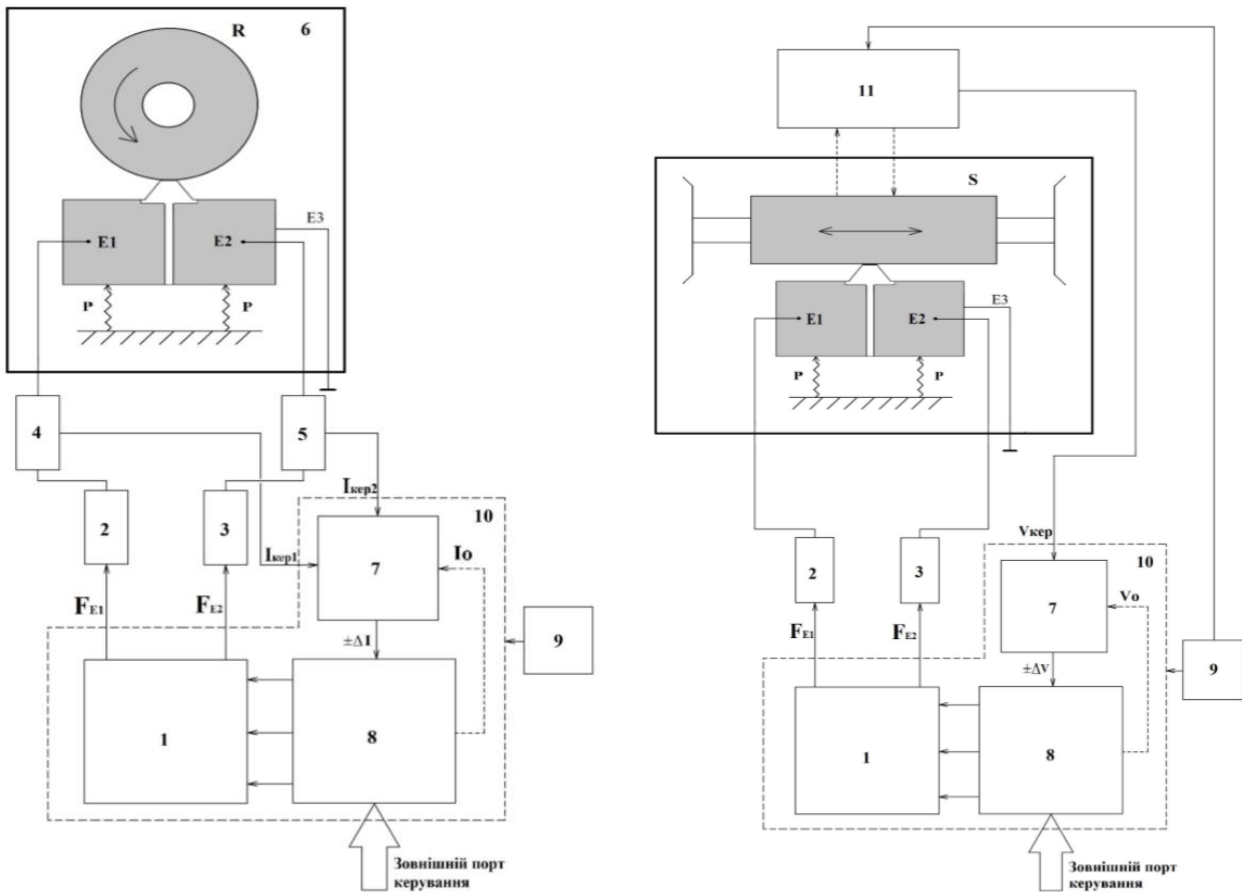 R
6
E1
E2
E3
P
P
4
5
2
3
Iкер2
10
Iкер1
7
Io
FE1
FE2
±ΔI
9
1
8
Зовнішній порт
керування
11
S
E1
E2
E3
P
P
2
3
Vкер
10
7
Vo
FE1
FE2
±ΔV
9
1
8
Зовнішній порт
керування